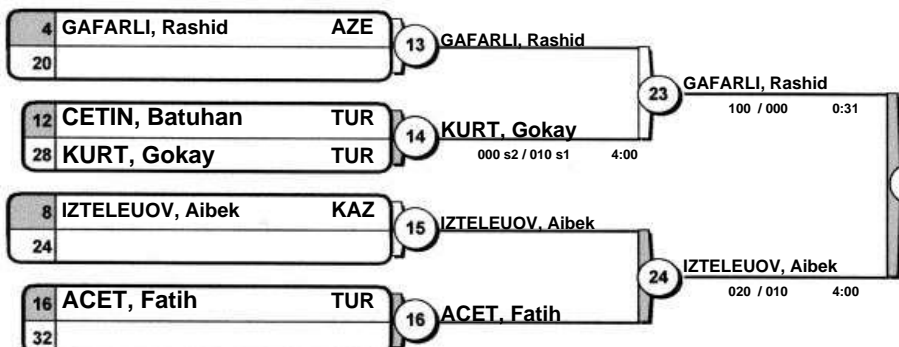 4 GAFARLI, Rashid AZE
20
13 GAFARLI, Rashid
12 CETIN, Batuhan TUR
28 KURT, Gokay TUR
14 KURT, Gokay
000 s2 / 010 s1 4:00
23 GAFARLI, Rashid
100 / 000 0:31
8 IZTELEUOV, Aibek KAZ
24
15 IZTELEUOV, Aibek
16 ACET, Fatih TUR
32
16 ACET, Fatih
24 IZTELEUOV, Aibek
020 / 010 4:00